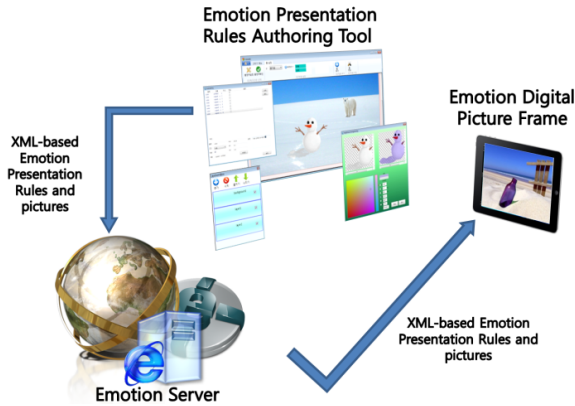 Emotion Presentation
Rules Authoring Tool
Emotion Digital
Picture Frame
XML-based
Emotion
Presentation
Rules and
pictures
XML-based Emotion
Presentation Rules and
pictures
Emotion Server